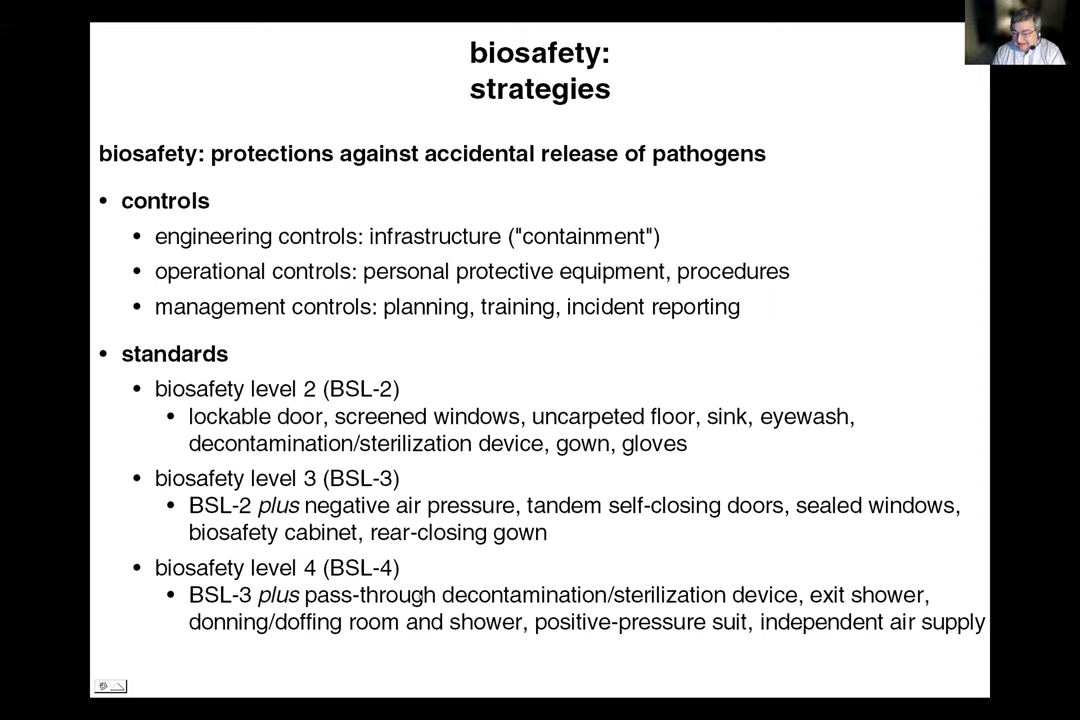 biosafety:
strategies
biosafety: protections against accidental release of pathogens
• controls
• engineering controls: infrastructure ("containment")
• operational controls: personal protective equipment, procedures
• management controls: planning, training, incident reporting
• standards
• biosafety level 2 (BSL-2)
• lockable door, screened windows, uncarpeted floor, sink, eyewash,
decontamination/sterilization device, gown, gloves
• biosafety level 3 (BSL-3)
• BSL-2 plus negative air pressure, tandem self-closing doors, sealed windows,
biosafety cabinet, rear-closing gown
• biosafety level 4 (BSL-4)
• BSL-3 plus pass-through decontamination/sterilization device, exit shower,
donning/doffing room and shower, positive-pressure suit, independent air supply